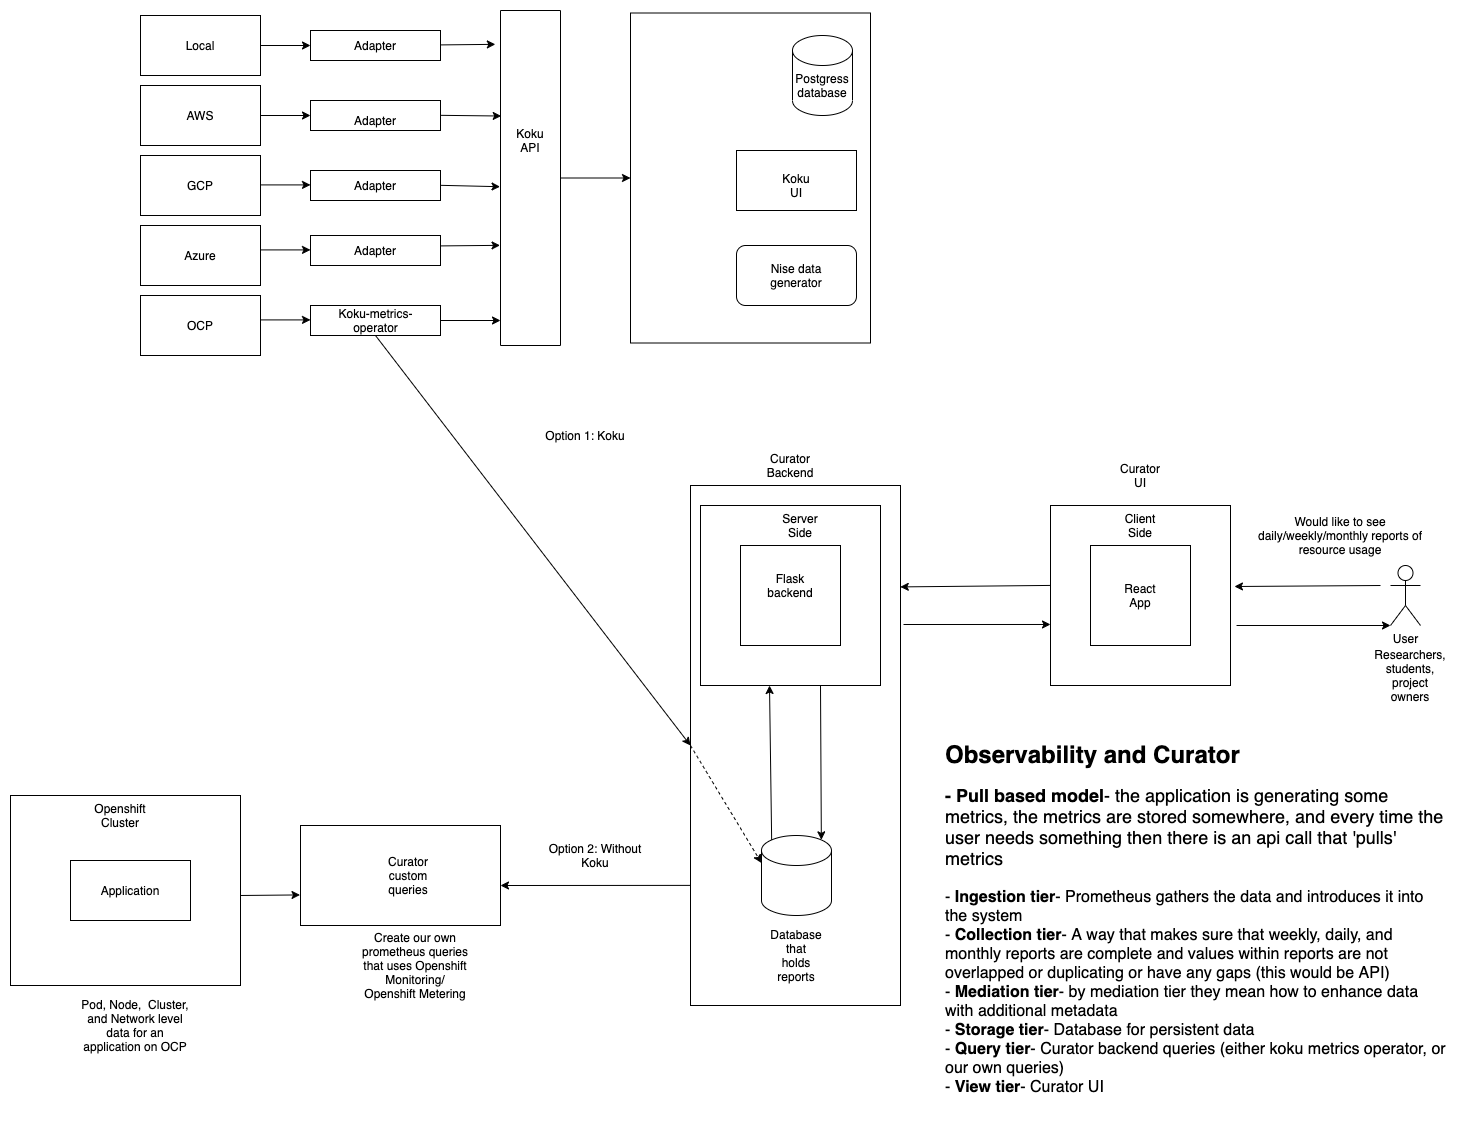 Local
Adapter
AWS
Adapter
GCP
Adapter
Azure
Adapter
OCP
Koku-metrics-
operator
Koku
API
Postgress
database
Koku
UI
Nise data
generator
Option 1: Koku
Curator
Backend
Server
Side
Flask
backend
Curator
UI
Client
Side
React
App
Would like to see
daily/weekly/monthly reports of
resource usage
User
Researchers,
students,
project
owners
Openshift
Cluster
Application
Pod, Node,  Cluster,
and Network level
data for an
application on OCP
Curator
custom
queries
Create our own
prometheus queries
that uses Openshift
Monitoring/
Openshift Metering
Option 2: Without
Koku
Database
that
holds
reports
Observability and Curator
- Pull based model- the application is generating some
metrics, the metrics are stored somewhere, and every time the
user needs something then there is an api call that 'pulls'
metrics
- Ingestion tier- Prometheus gathers the data and introduces it into
the system
- Collection tier- A way that makes sure that weekly, daily, and
monthly reports are complete and values within reports are not
overlapped or duplicating or have any gaps (this would be API)
- Mediation tier- by mediation tier they mean how to enhance data
with additional metadata
- Storage tier- Database for persistent data
- Query tier- Curator backend queries (either koku metrics operator, or
our own queries)
- View tier- Curator UI